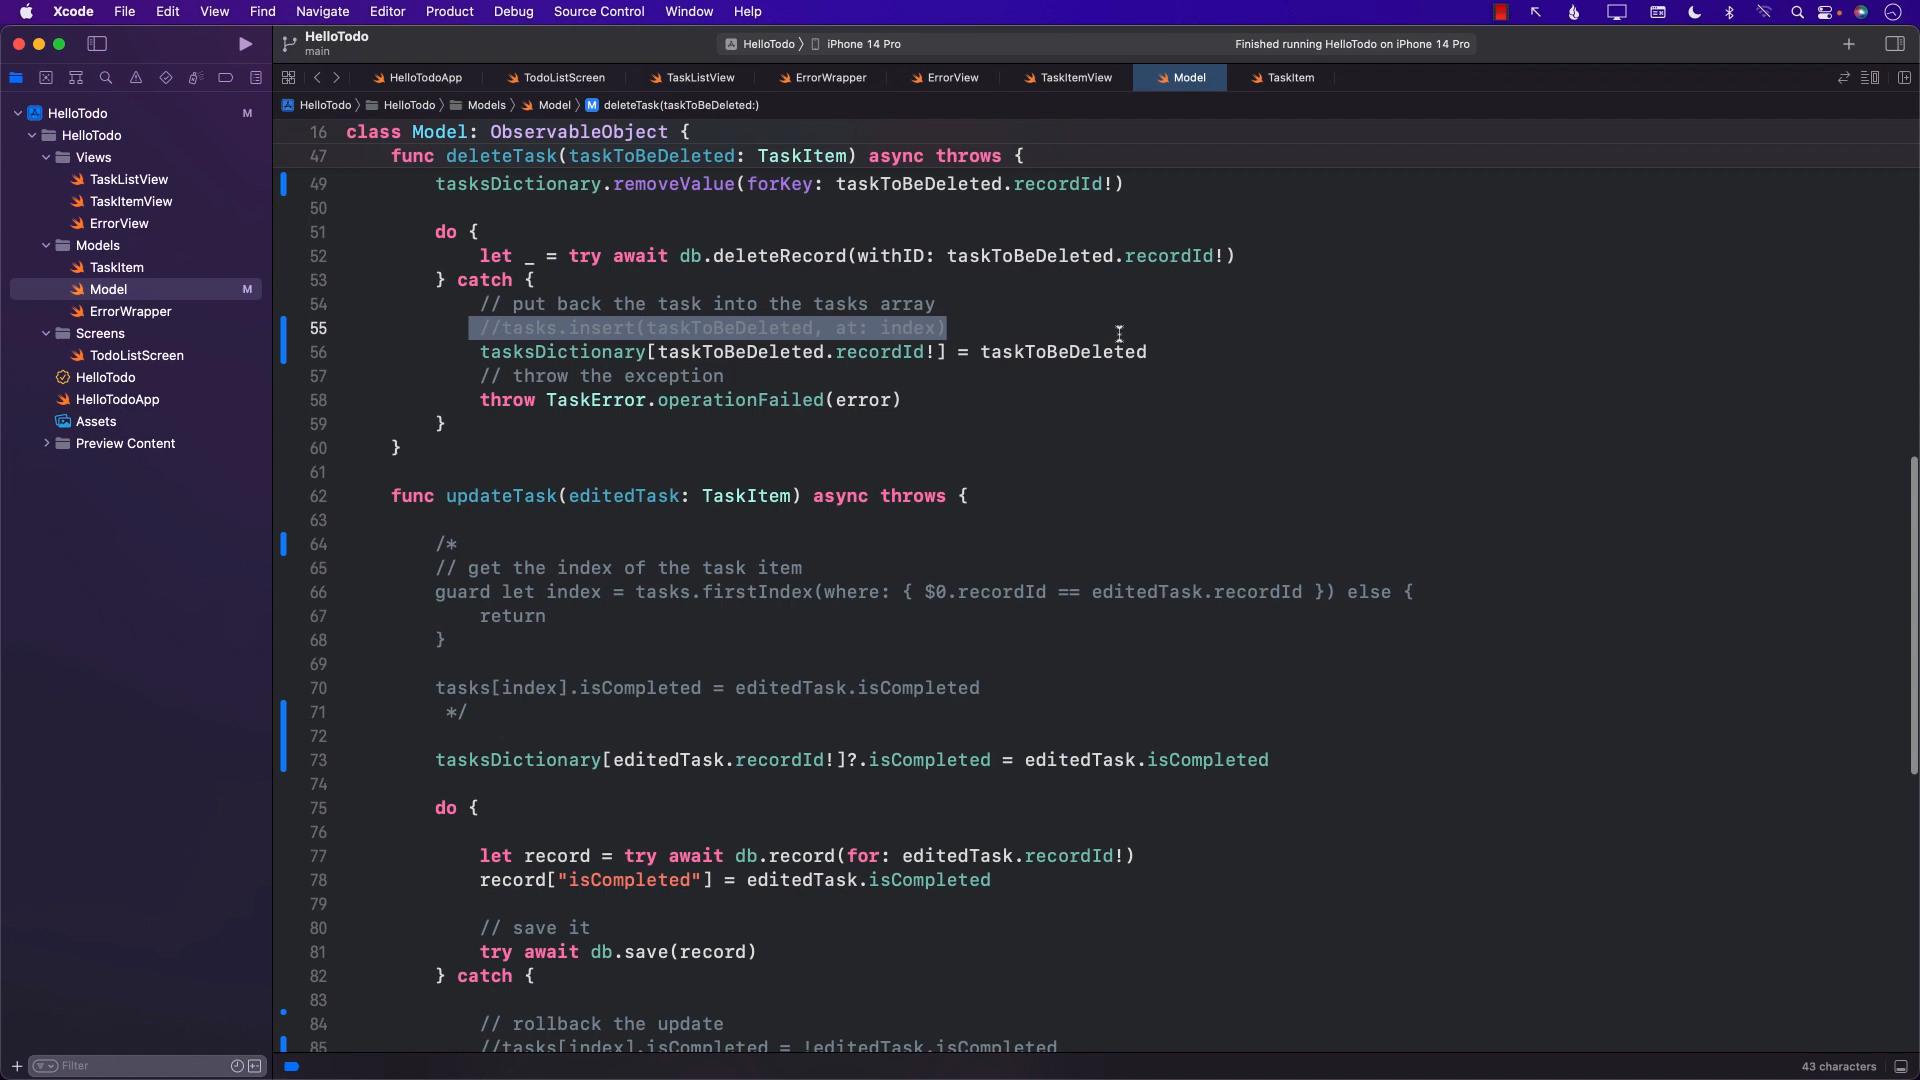 Xcode File Edit View Find Navigate Editor Product Debug Source Control Window Help
HelloTodo
main
HelloTodo 〉 iPhone 14 Pro
Finished running HelloTodo on iPhone 14 Pro
HelloTodoApp TodoListScreen TaskListView ErrorWrapper ErrorView TaskItemView Model TaskItem
HelloTodo 〉 HelloTodo 〉 Models 〉 Model 〉 M deleteTask(taskToBeDeleted:)
HelloTodo M
HelloTodo
Views
TaskListView
TaskItemView
ErrorView
Models
TaskItem
Model M
ErrorWrapper
Screens
TodoListScreen
HelloTodo
HelloTodoApp
Assets
Preview Content
Filter
16 class Model: ObservableObject {
47 func deleteTask(taskToBeDeleted: TaskItem) async throws {
49 tasksDictionary.removeValue(forKey: taskToBeDeleted.recordId!)
50
51 do {
52 let _ = try await db.deleteRecord(withID: taskToBeDeleted.recordId!)
53 } catch {
54 // put back the task into the tasks array
55 //tasks.insert(taskToBeDeleted, at: index)
56 tasksDictionary[taskToBeDeleted.recordId!] = taskToBeDeleted
57 // throw the exception
58 throw TaskError.operationFailed(error)
59 }
60 }
61
62 func updateTask(editedTask: TaskItem) async throws {
63
64 /*
65 // get the index of the task item
66 guard let index = tasks.firstIndex(where: { $0.recordId == editedTask.recordId }) else {
67 return
68 }
69
70 tasks[index].isCompleted = editedTask.isCompleted
71 */
72
73 tasksDictionary[editedTask.recordId!]?.isCompleted = editedTask.isCompleted
74
75 do {
76
77 let record = try await db.record(for: editedTask.recordId!)
78 record["isCompleted"] = editedTask.isCompleted
79
80 // save it
81 try await db.save(record)
82 } catch {
83
84 // rollback the update
85 //tasks[index].isCompleted = !editedTask.isCompleted
43 characters